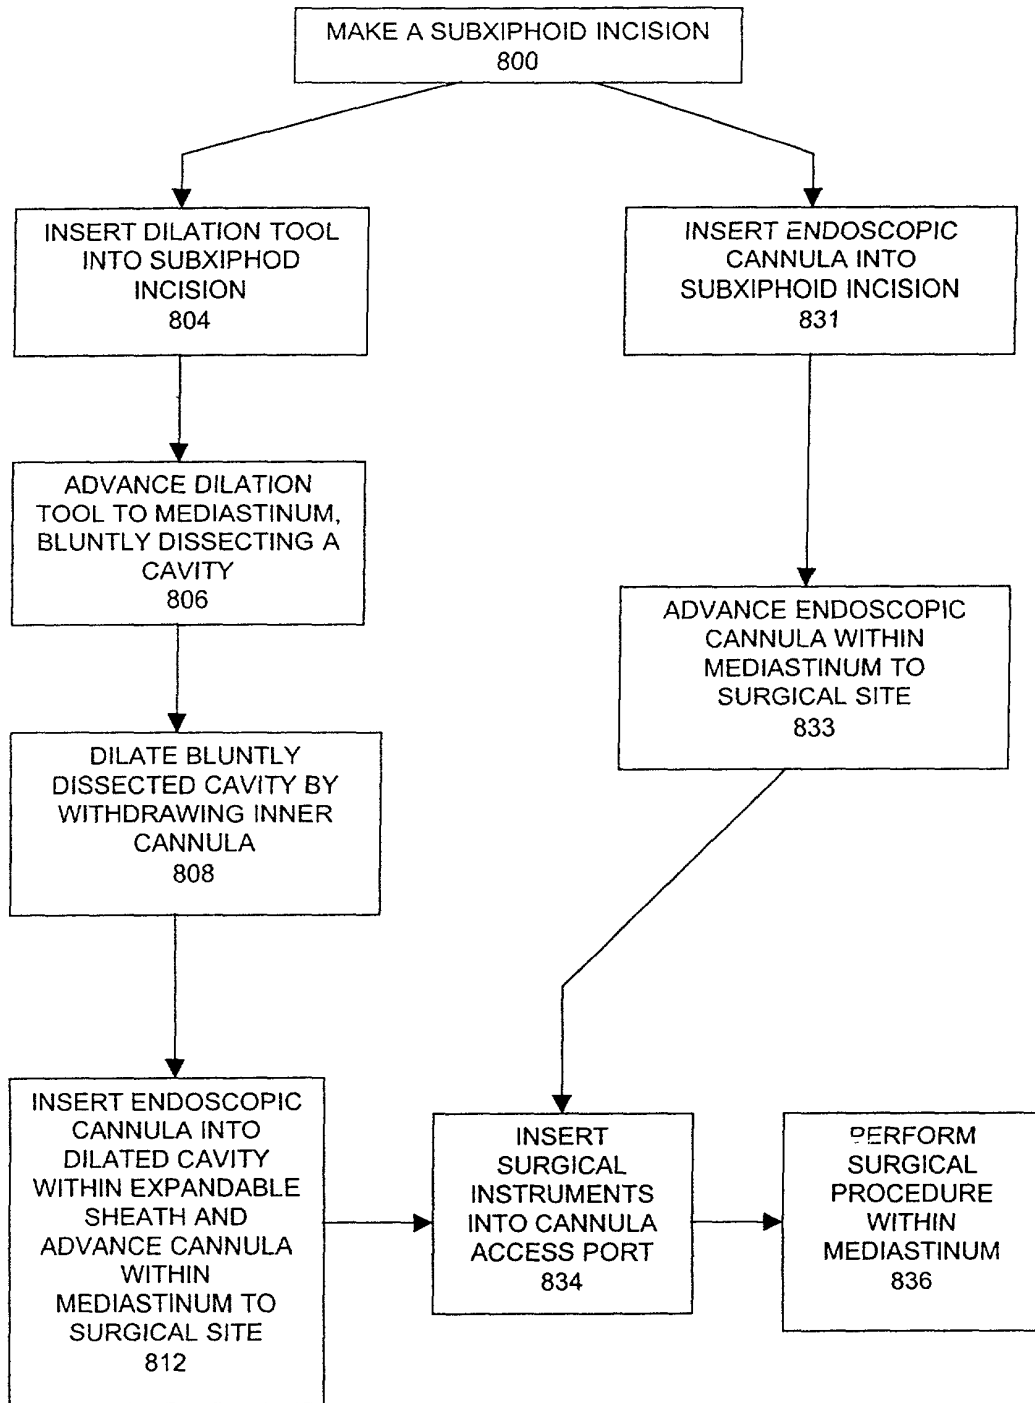 MAKE A SUBXIPHOID INCISION
800
INSERT DILATION TOOL
INTO SUBXIPHOD
INCISION
804
INSERT ENDOSCOPIC
CANNULA INTO
SUBXIPHOID INCISION
831
ADVANCE DILATION
TOOL TO MEDIASTINUM,
BLUNTLY DISSECTING A
CAVITY
806
ADVANCE ENDOSCOPIC
CANNULA WITHIN
MEDIASTINUM TO
SURGICAL SITE
833
DILATE BLUNTLY
DISSECTED CAVITY BY
WITHDRAWING INNER
CANNULA
808
INSERT ENDOSCOPIC
CANNULA INTO
DILATED CAVITY
WITHIN EXPANDABLE
SHEATH AND
ADVANCE CANNULA
WITHIN
MEDIASTINUM TO
SURGICAL SITE
812
INSERT
SURGICAL
INSTRUMENTS
INTO CANNULA
ACCESS PORT
834
PERFORM
SURGICAL
PROCEDURE
WITHIN
MEDIASTINUM
836